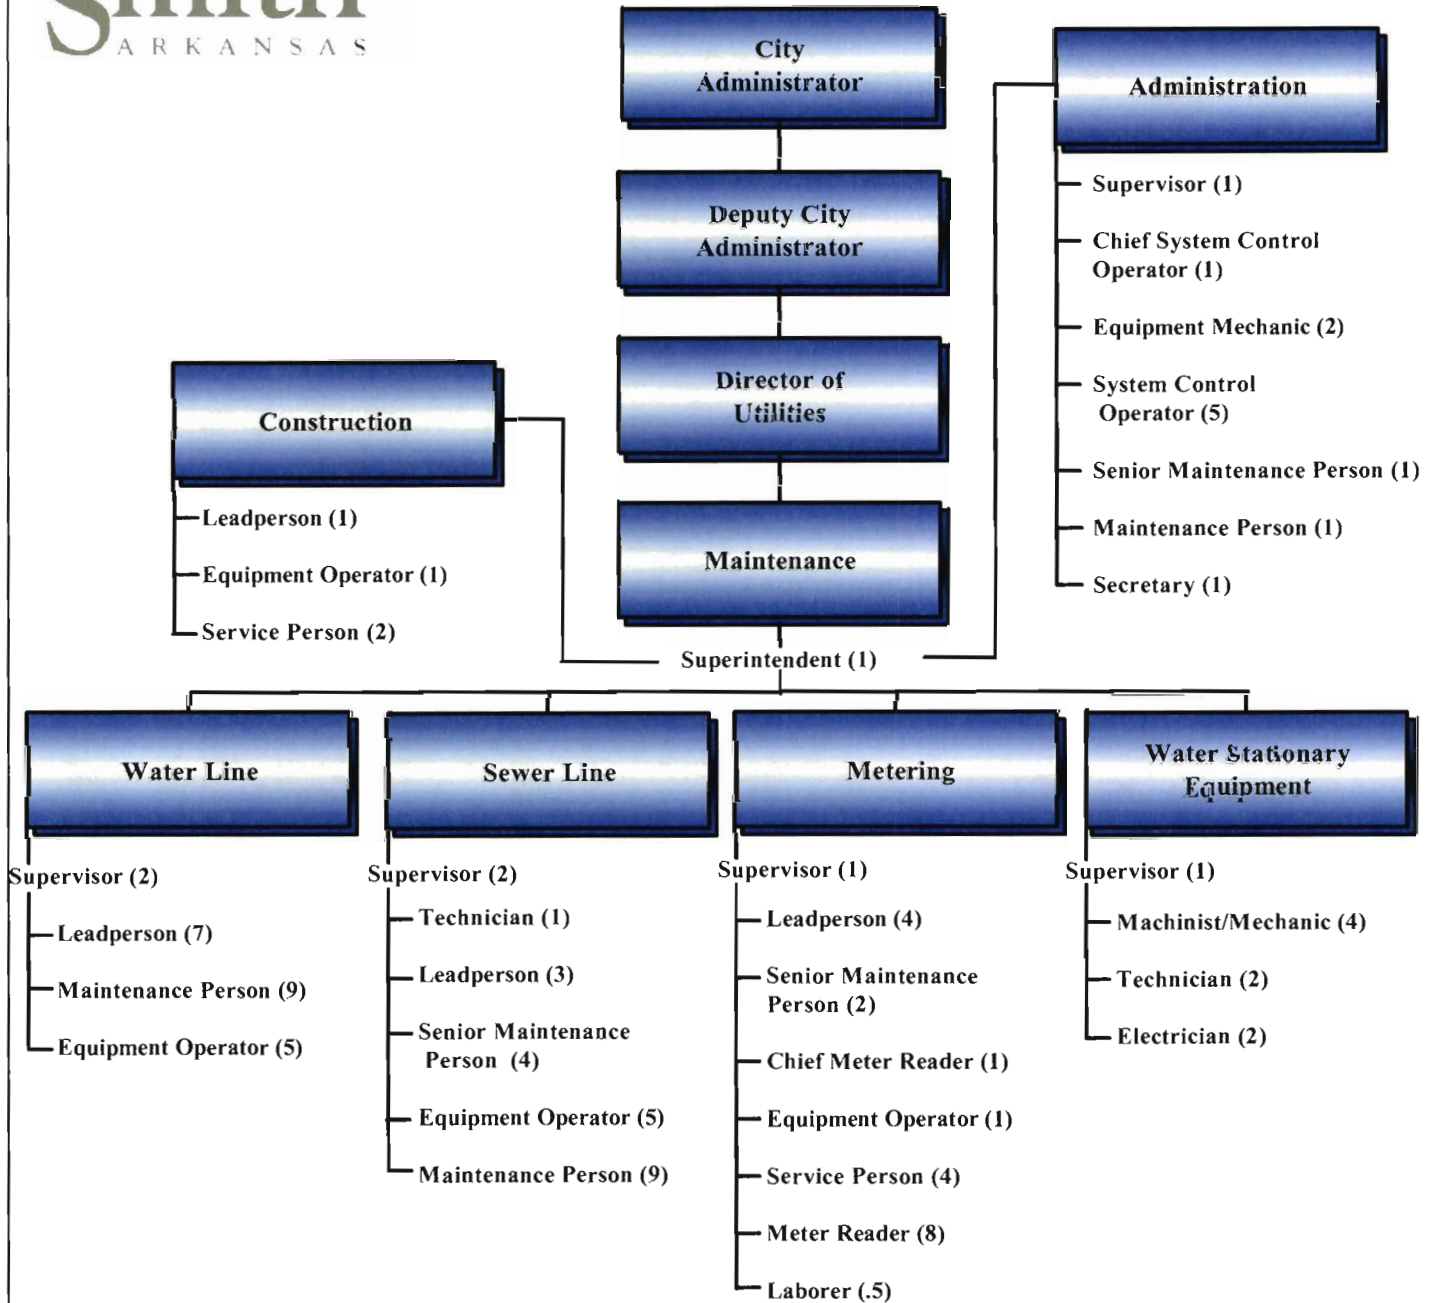 Smith
ARKANSAS
City
Administrator
Administration
Supervisor (1)
Chief System Control
Operator (1)
Equipment Mechanic (2)
System Control
Operator (5)
Senior Maintenance Person (1)
Maintenance Person (1)
Secretary (1)
Deputy City
Administrator
Director of
Utilities
Construction
Leadperson (1)
Equipment Operator (1)
Service Person (2)
Maintenance
Superintendent (1)
Water Line
Supervisor (2)
Leadperson (7)
Maintenance Person (9)
Equipment Operator (5)
Sewer Line
Supervisor (2)
Technician (1)
Leadperson (3)
Senior Maintenance
Person (4)
Equipment Operator (5)
Maintenance Person (9)
Metering
Supervisor (1)
Leadperson (4)
Senior Maintenance
Person (2)
Chief Meter Reader (1)
Equipment Operator (1)
Service Person (4)
Meter Reader (8)
Laborer (.5)
Water Stationary
Equipment
Supervisor (1)
Machinist/Mechanic (4)
Technician (2)
Electrician (2)